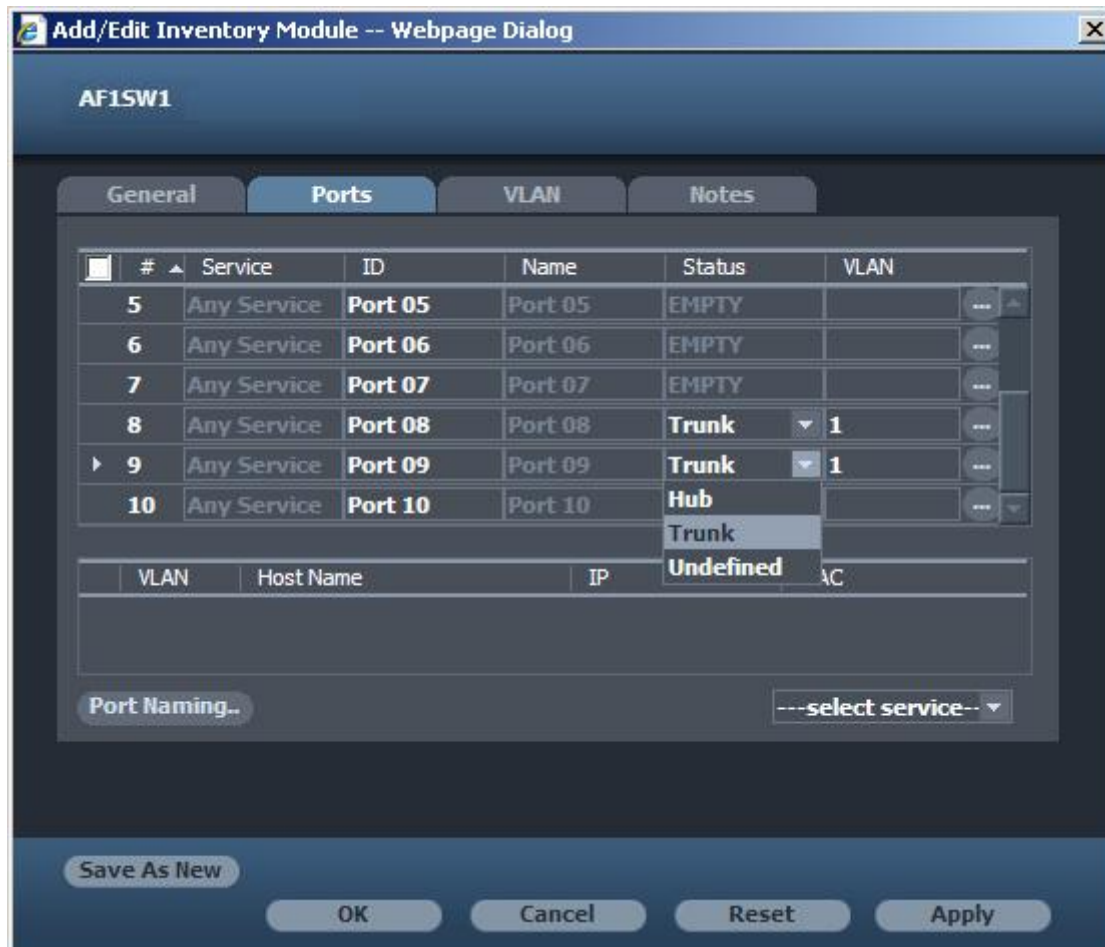 Add/Edit Inventory Module -- Webpage Dialog
AF1SW1
General Ports VLAN Notes
# Service ID Name Status VLAN
5 Any Service Port 05 Port 05 EMPTY ---
6 Any Service Port 06 Port 06 EMPTY ---
7 Any Service Port 07 Port 07 EMPTY ---
8 Any Service Port 08 Port 08 Trunk 1 ---
9 Any Service Port 09 Port 09 Trunk 1 ---
10 Any Service Port 10 Port 10 Hub ---
Trunk
Undefined
VLAN Host Name IP AC
Port Naming..
---select service--
Save As New
OK Cancel Reset Apply